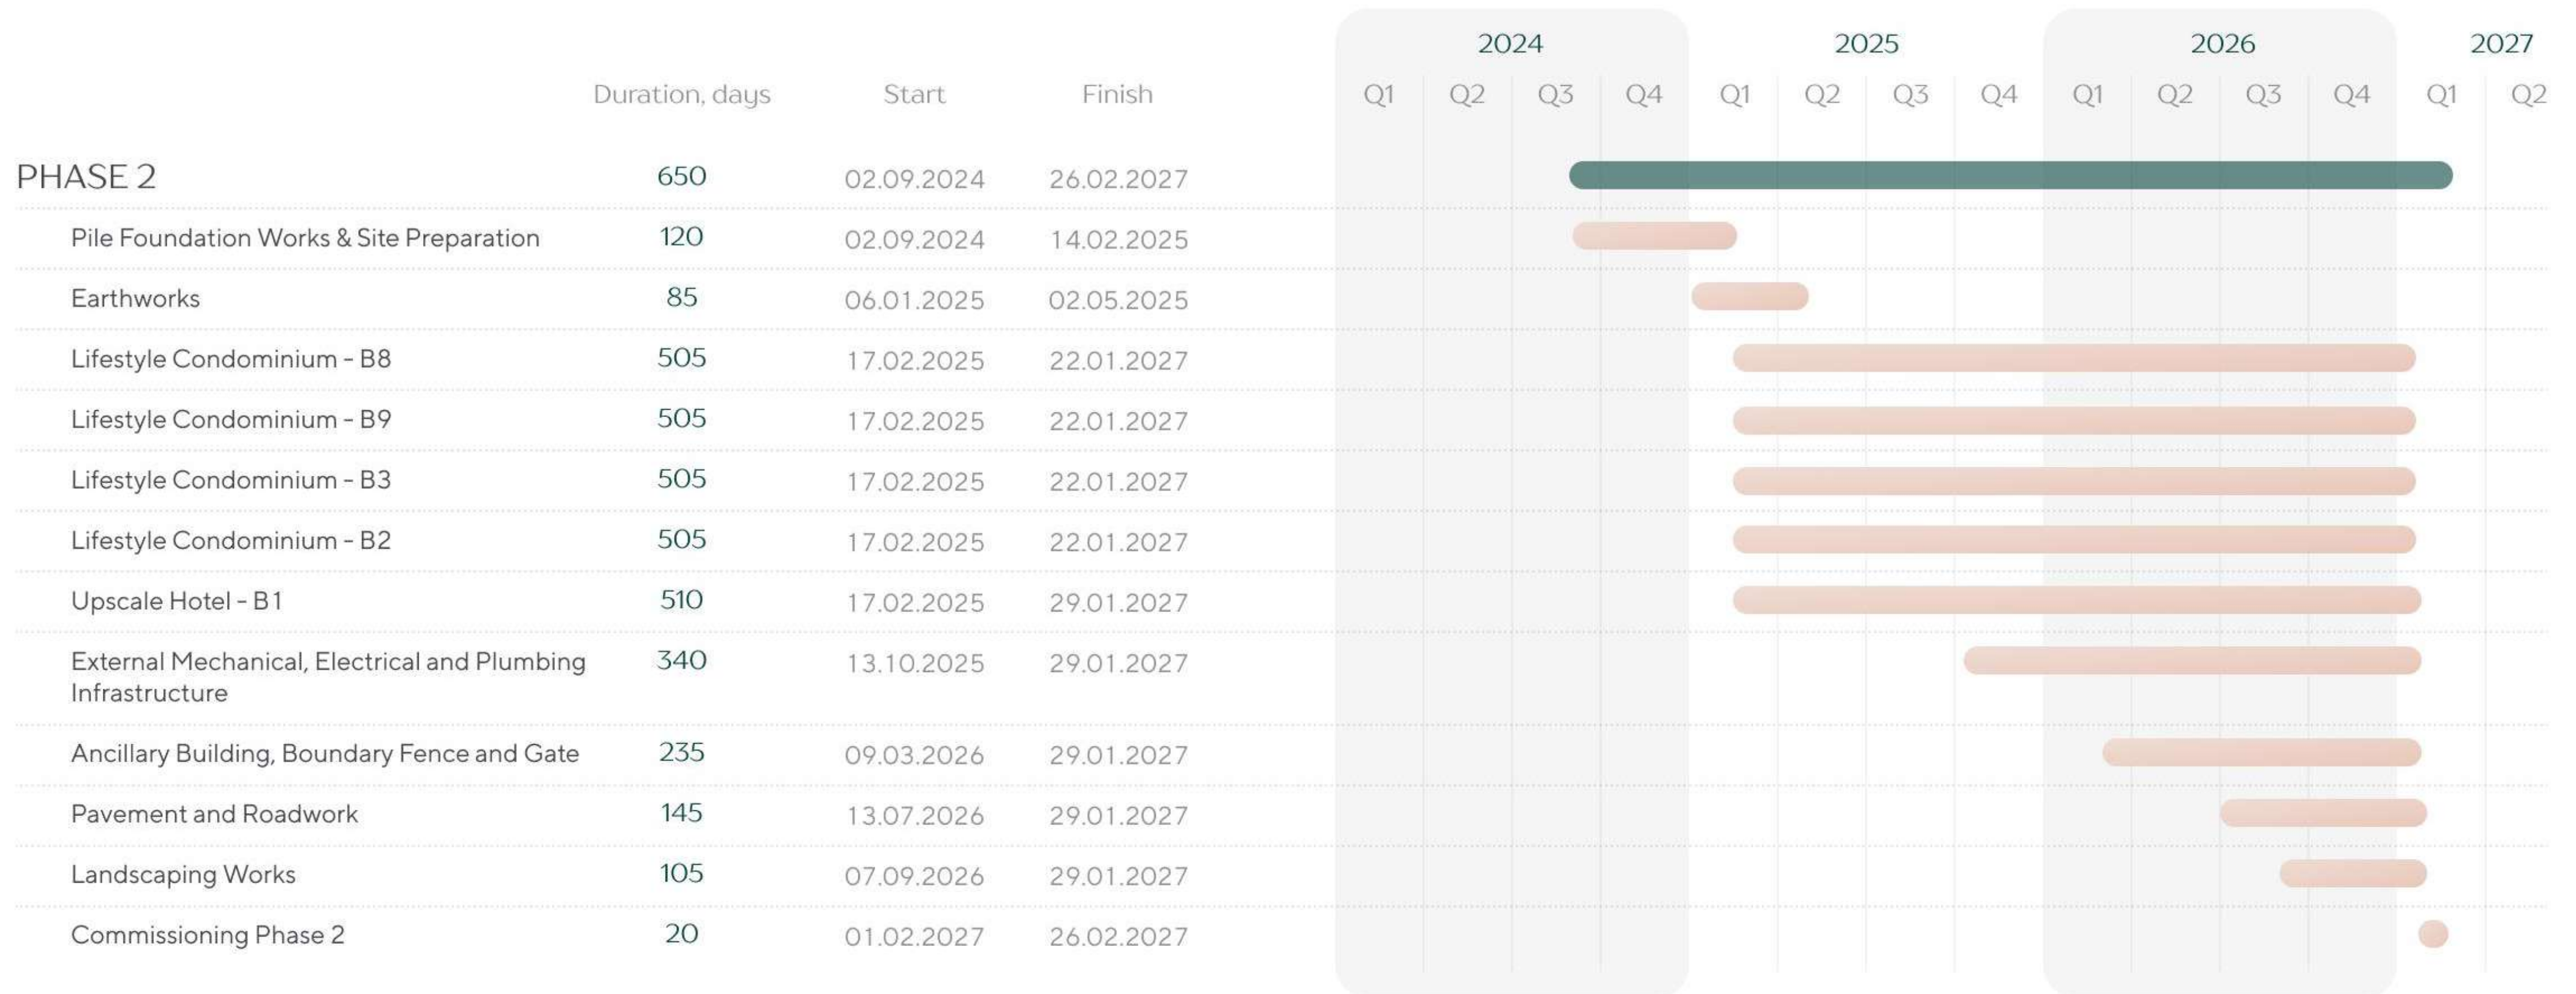 2024 2025 2026 2027
Duration, days Start Finish Q1 Q2 Q3 Q4 Q1 Q2 Q3 Q4 Q1 Q2 Q3 Q4 Q1 Q2
PHASE 2 650 02.09.2024 26.02.2027
Pile Foundation Works & Site Preparation 120 02.09.2024 14.02.2025
Earthworks 85 06.01.2025 02.05.2025
Lifestyle Condominium - B8 505 17.02.2025 22.01.2027
Lifestyle Condominium - B9 505 17.02.2025 22.01.2027
Lifestyle Condominium - B3 505 17.02.2025 22.01.2027
Lifestyle Condominium - B2 505 17.02.2025 22.01.2027
Upscale Hotel - B1 510 17.02.2025 29.01.2027
External Mechanical, Electrical and Plumbing 340 13.10.2025 29.01.2027
Infrastructure
Ancillary Building, Boundary Fence and Gate 235 09.03.2026 29.01.2027
Pavement and Roadwork 145 13.07.2026 29.01.2027
Landscaping Works 105 07.09.2026 29.01.2027
Commissioning Phase 2 20 01.02.2027 26.02.2027